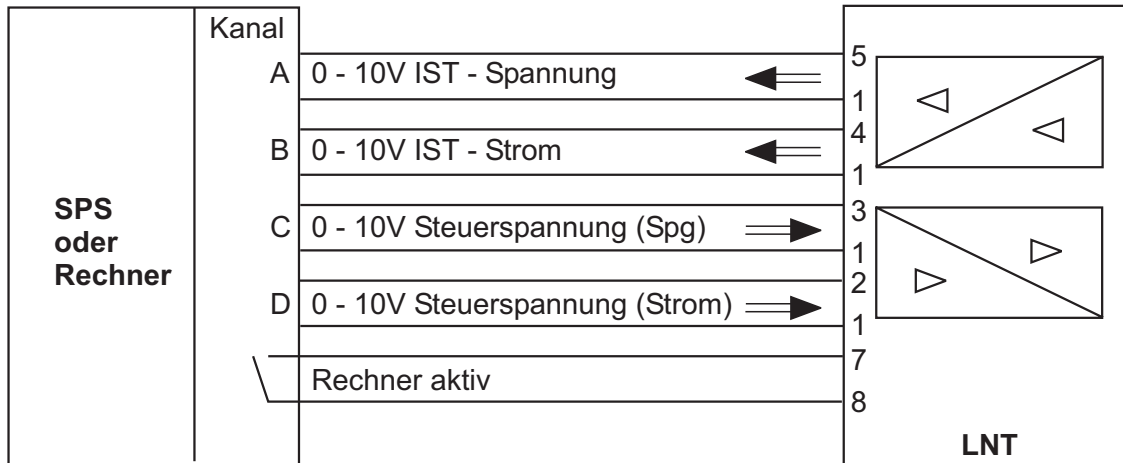 Kanal
A 0 - 10V IST - Spannung 5
1
B 0 - 10V IST - Strom 4
1
SPS
oder
Rechner
C 0 - 10V Steuerspannung (Spg) 3
1
D 0 - 10V Steuerspannung (Strom) 2
1
7
Rechner aktiv
8
LNT